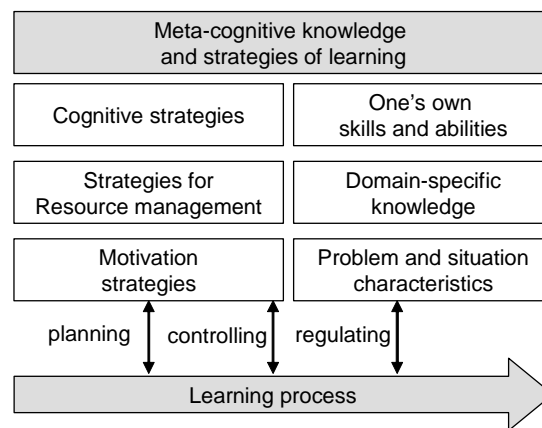 Meta-cognitive knowledge
and strategies of learning
Cognitive strategies
One's own
skills and abilities
Strategies for
Resource management
Domain-specific
knowledge
Motivation
strategies
Problem and situation
characteristics
planning
controlling
regulating
Learning process